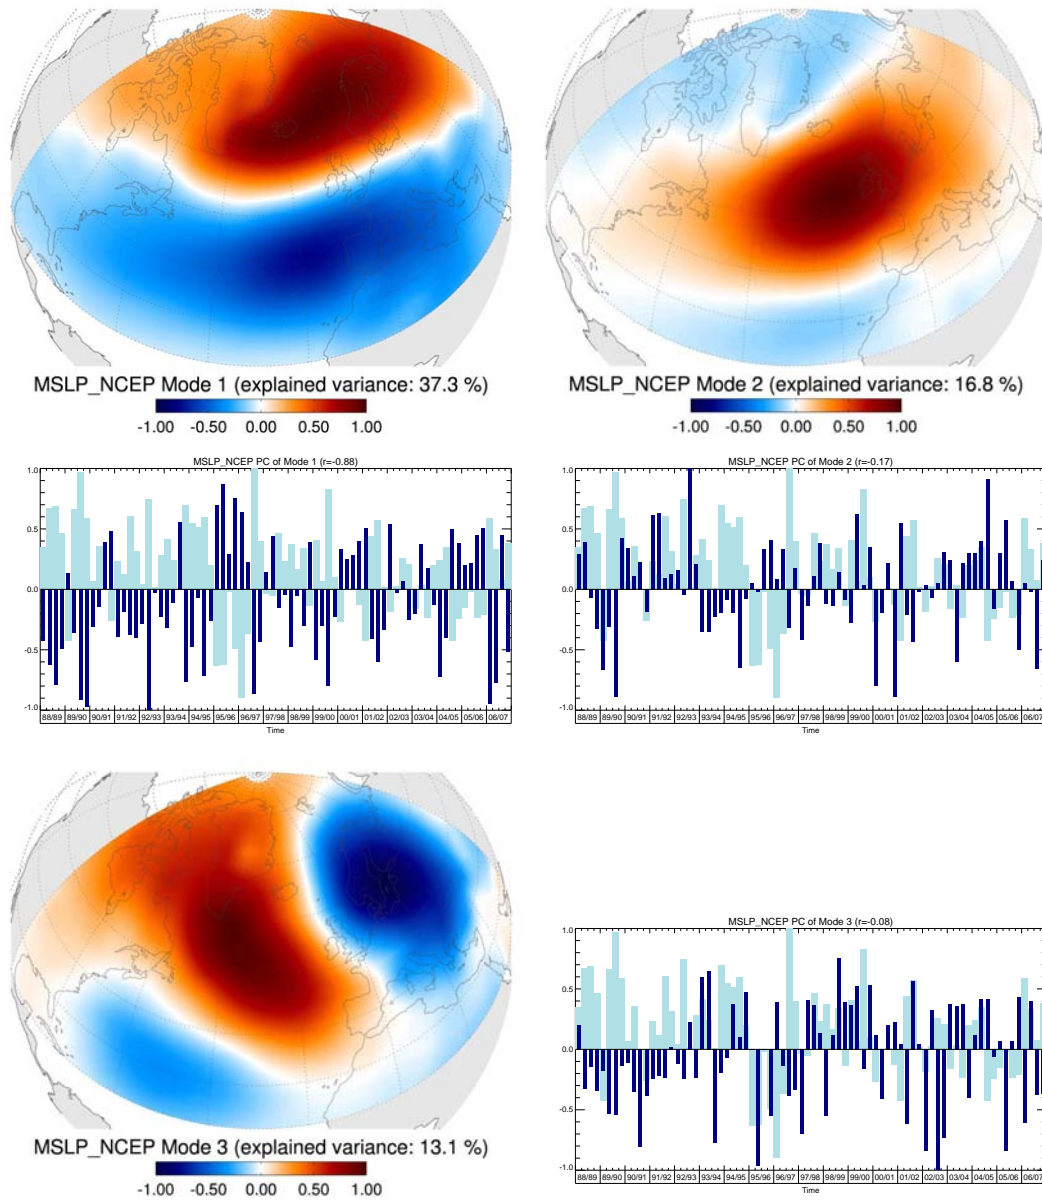 MSLP_NCEP Mode 1 (explained variance: 37.3 %)
-1.00 -0.50 0.00 0.50 1.00
MSLP_NCEP Mode 2 (explained variance: 16.8 %)
-1.00 -0.50 0.00 0.50 1.00
MSLP_NCEP PC of Mode 1 (r=-0.88)
1.0
0.5
0.0
-0.5
-1.0
88/89 89/90 90/91 91/92 92/93 93/94 94/95 95/96 96/97 97/98 98/99 99/00 00/01 01/02 02/03 03/04 04/05 05/06 06/07
Time
MSLP_NCEP PC of Mode 2 (r=-0.17)
1.0
0.5
0.0
-0.5
-1.0
88/89 89/90 90/91 91/92 92/93 93/94 94/95 95/96 96/97 97/98 98/99 99/00 00/01 01/02 02/03 03/04 04/05 05/06 06/07
Time
MSLP_NCEP Mode 3 (explained variance: 13.1 %)
-1.00 -0.50 0.00 0.50 1.00
MSLP_NCEP PC of Mode 3 (r=-0.08)
1.0
0.5
0.0
-0.5
-1.0
88/89 89/90 90/91 91/92 92/93 93/94 94/95 95/96 96/97 97/98 98/99 99/00 00/01 01/02 02/03 03/04 04/05 05/06 06/07
Time